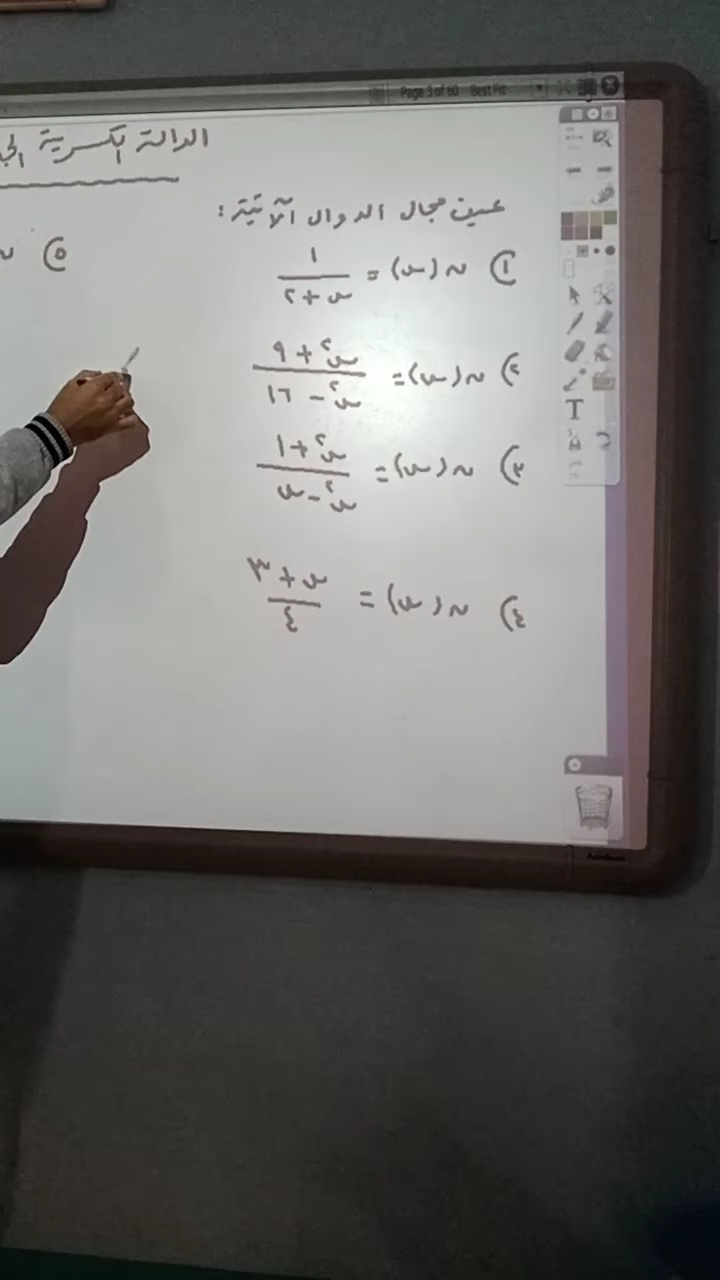 Page 3 of 60 Best Fit
الدالة الكسرية
عين مجال الدوال الآتية :
١) ن(س) = ١ / س + ٢
٢) ن(س) = س٢ + ٩ / س٢ - ١٦
٣) ن(س) = س٢ + ١ / س٢ - س
٤) ن(س) = س + ٣ / ٤
٥) ن
T